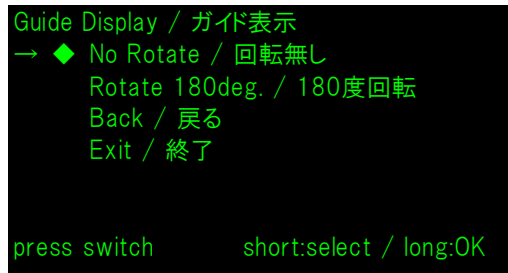 Guide Display / ガイド表示
→ ◆ No Rotate / 回転無し
Rotate 180deg. / 180度回転
Back / 戻る
Exit / 終了
press switch short:select / long:OK